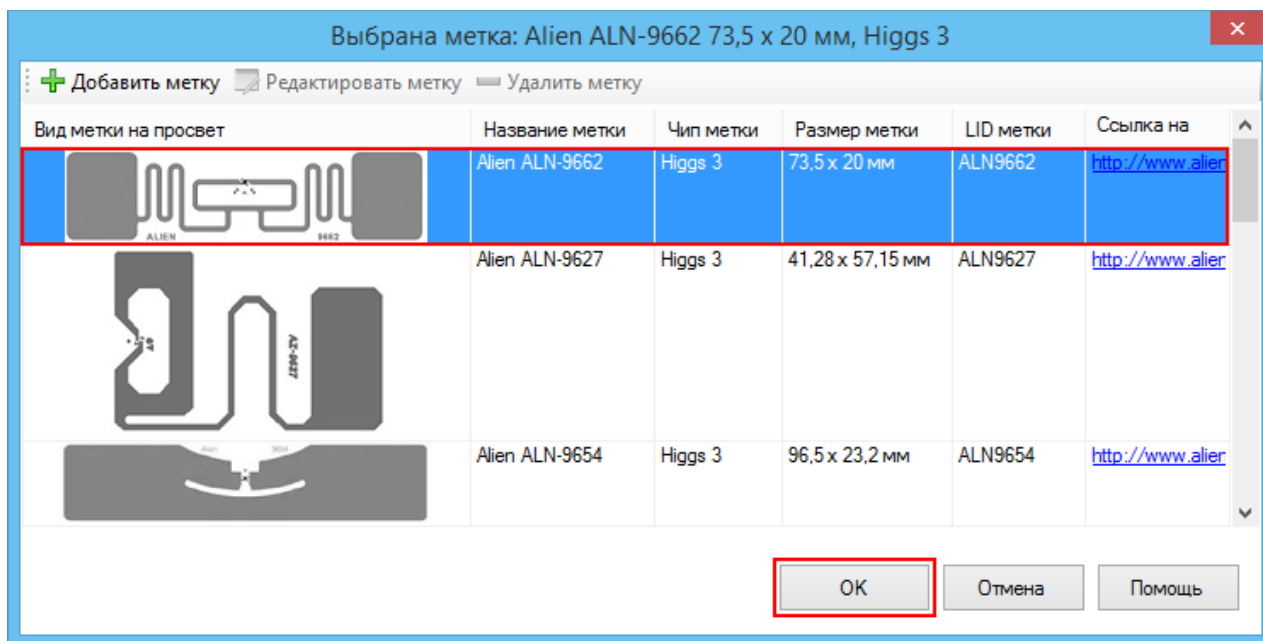 Выбрана метка: Alien ALN-9662 73,5 x 20 мм, Higgs 3
Добавить метку Редактировать метку Удалить метку
Вид метки на просвет Название метки Чип метки Размер метки LID метки Ссылка на
Alien ALN-9662 Higgs 3 73,5 x 20 мм ALN9662 http://www.alien
ALIEN 9662
Alien ALN-9627 Higgs 3 41,28 x 57,15 мм ALN9627 http://www.alien
AZ-9627
Alien ALN-9654 Higgs 3 96,5 x 23,2 мм ALN9654 http://www.alien
Alien 9654
OK Отмена Помощь